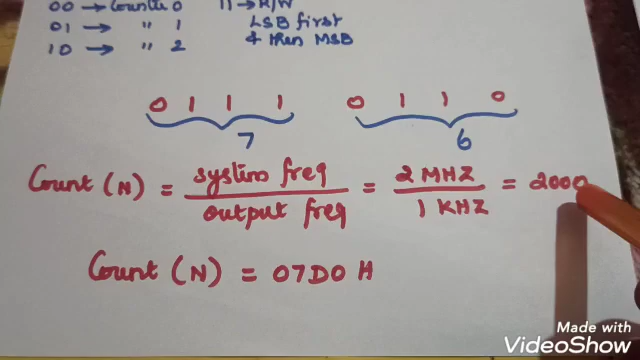 00 → Counter 0 11 → R/W
01 → " 1 LSB first
10 → " 2 & then MSB
0 1 1 1 0 1 1 0
7 6
Count (N) = System freq / output freq = 2 MHZ / 1 KHZ = 2000
Count (N) = 07D0 H
Made with
VideoShow